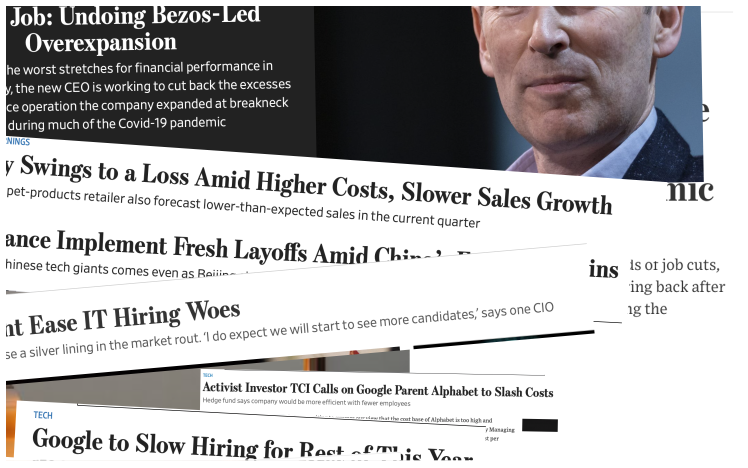 Job: Undoing Bezos-Led
Overexpansion
he worst stretches for financial performance in
y, the new CEO is working to cut back the excesses
ce operation the company expanded at breakneck
during much of the Covid-19 pandemic
NINGS
y Swings to a Loss Amid Higher Costs, Slower Sales Growth
pet-products retailer also forecast lower-than-expected sales in the current quarter
nic
ance Implement Fresh Layoffs Amid China's
hinese tech giants comes even as Beijing
ins
ds of job cuts,
ing back after
ng the
nt Ease IT Hiring Woes
se a silver lining in the market rout. 'I do expect we will start to see more candidates,' says one CIO
TECH
Activist Investor TCI Calls on Google Parent Alphabet to Slash Costs
Hedge fund says company would be more efficient with fewer employees
that the cost base of Alphabet is too high and
Managing
st per
TECH
Google to Slow Hiring for Rest of This Year